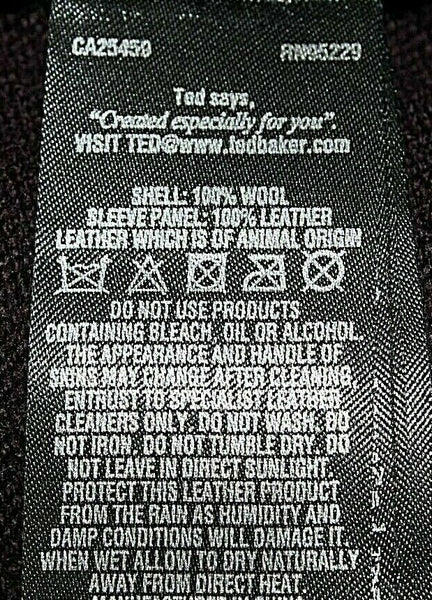 CA25450 RN95229
Ted says,
"Created especially for you".
VISIT TED@www.tedbaker.com
SHELL: 100% WOOL
SLEEVE PANEL: 100% LEATHER
LEATHER WHICH IS OF ANIMAL ORIGIN
DO NOT USE PRODUCTS
CONTAINING BLEACH, OIL OR ALCOHOL.
THE APPEARANCE AND HANDLE OF
SKINS MAY CHANGE AFTER CLEANING,
ENTRUST TO SPECIALIST LEATHER
CLEANERS ONLY. DO NOT WASH. DO
NOT IRON. DO NOT TUMBLE DRY. DO
NOT LEAVE IN DIRECT SUNLIGHT.
PROTECT THIS LEATHER PRODUCT
FROM THE RAIN AS HUMIDITY AND
DAMP CONDITIONS WILL DAMAGE IT.
WHEN WET ALLOW TO DRY NATURALLY
AWAY FROM DIRECT HEAT